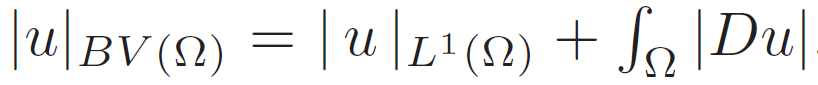 |u|_{BV(Ω)} = | u |_{L^1(Ω)} + ∫_Ω |Du|.